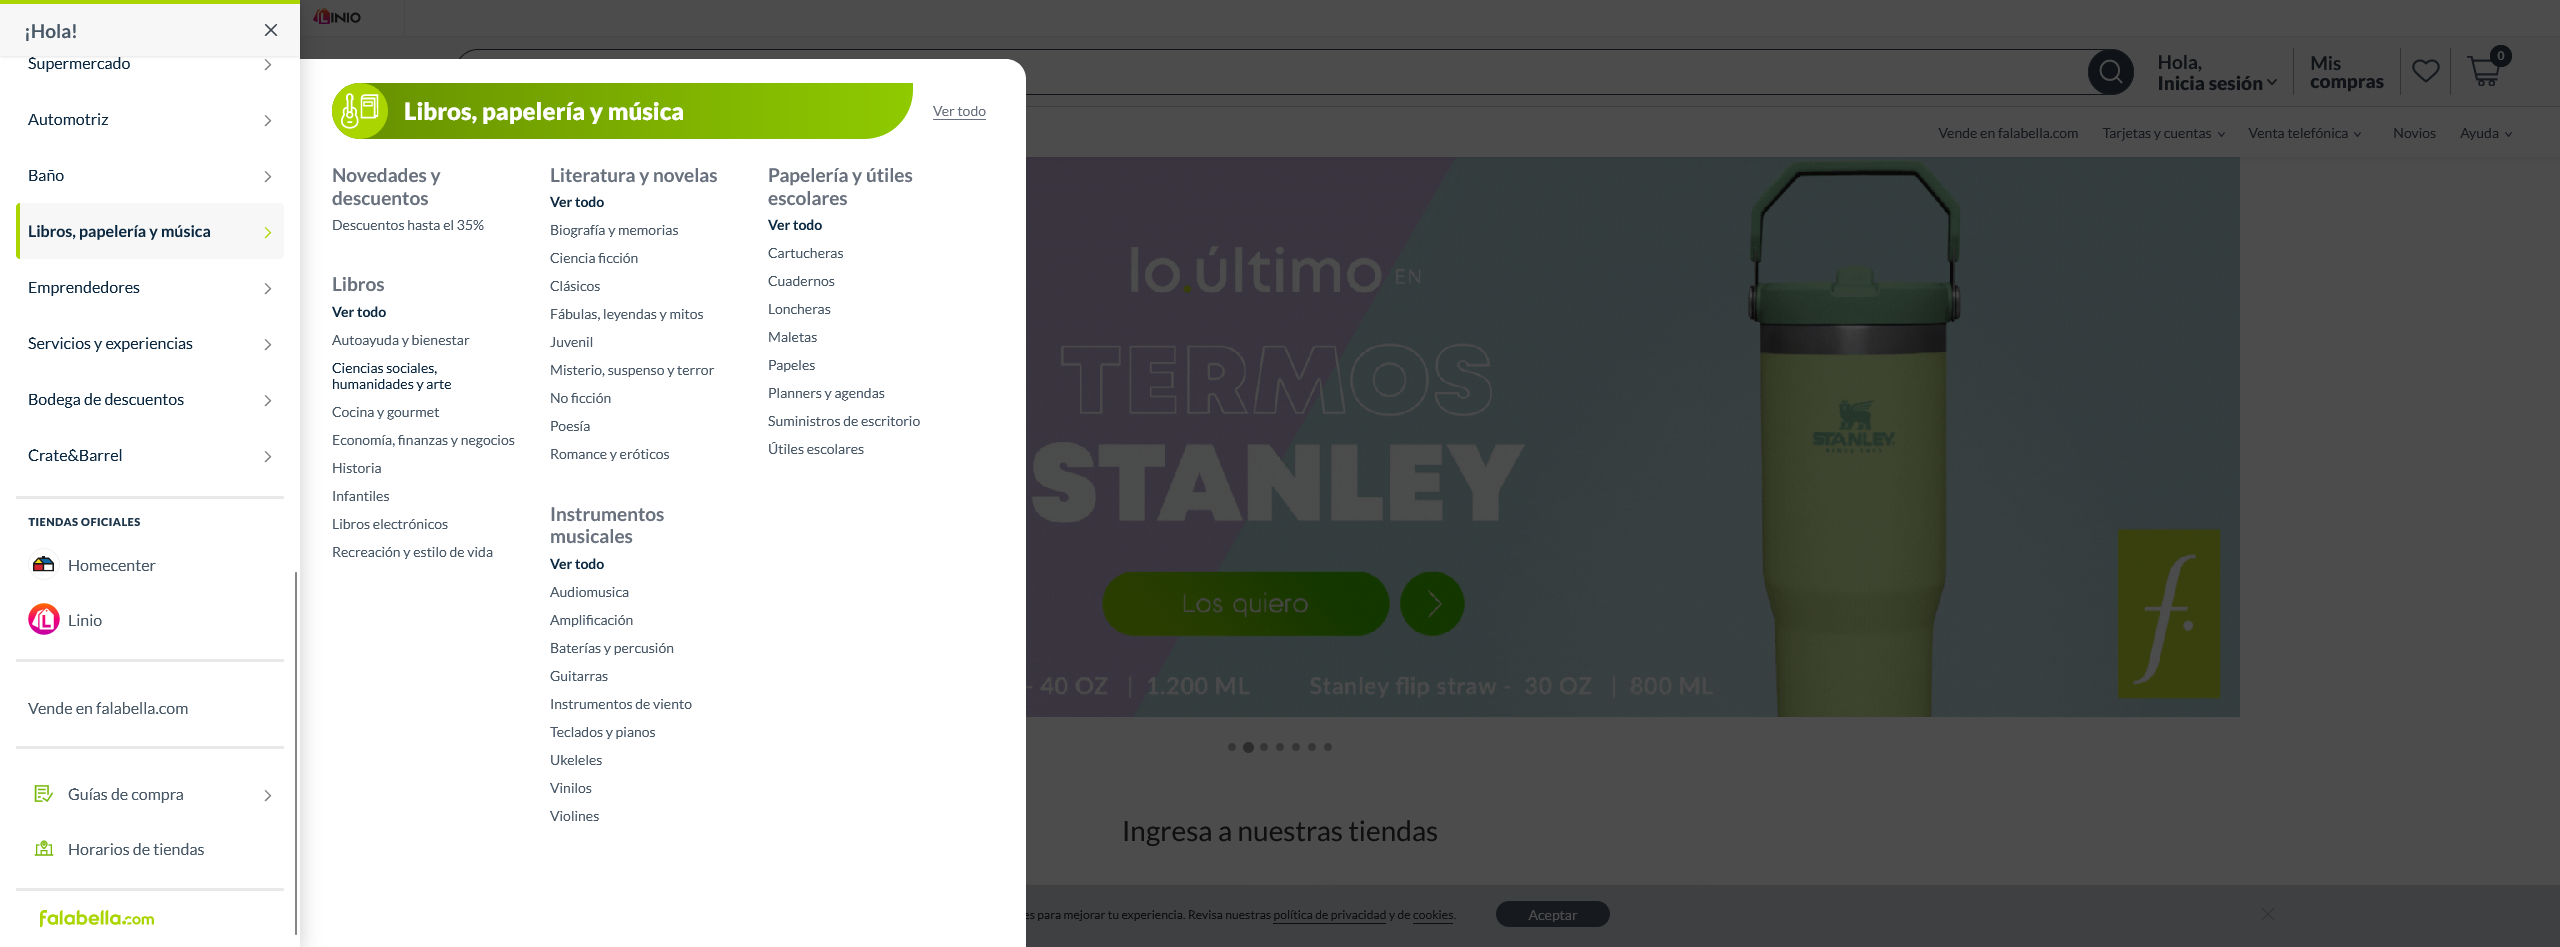 ¡Hola!
Supermercado
Automotriz
Baño
Libros, papelería y música
Emprendedores
Servicios y experiencias
Bodega de descuentos
Crate&Barrel
TIENDAS OFICIALES
Homecenter
Linio
Vende en falabella.com
Guías de compra
Horarios de tiendas
falabella.com
LINIO
Libros, papelería y música
Ver todo
Novedades y
descuentos
Descuentos hasta el 35%
Libros
Ver todo
Autoayuda y bienestar
Ciencias sociales,
humanidades y arte
Cocina y gourmet
Economía, finanzas y negocios
Historia
Infantiles
Libros electrónicos
Recreación y estilo de vida
Literatura y novelas
Ver todo
Biografía y memorias
Ciencia ficción
Clásicos
Fábulas, leyendas y mitos
Juvenil
Misterio, suspenso y terror
No ficción
Poesía
Romance y eróticos
Instrumentos
musicales
Ver todo
Audiomusica
Amplificación
Baterías y percusión
Guitarras
Instrumentos de viento
Teclados y pianos
Ukeleles
Vinilos
Violines
Papelería y útiles
escolares
Ver todo
Cartucheras
Cuadernos
Loncheras
Maletas
Papeles
Planners y agendas
Suministros de escritorio
Útiles escolares
Hola,
Inicia sesión
Mis
compras
0
Vende en falabella.com
Tarjetas y cuentas
Venta telefónica
Novios
Ayuda
lo.último EN
TERMOS
STANLEY
Los quiero
- 40 OZ | 1.200 ML
Stanley flip straw - 30 OZ | 800 ML
STANLEY
f.
Ingresa a nuestras tiendas
es para mejorar tu experiencia. Revisa nuestras política de privacidad y de cookies.
Aceptar